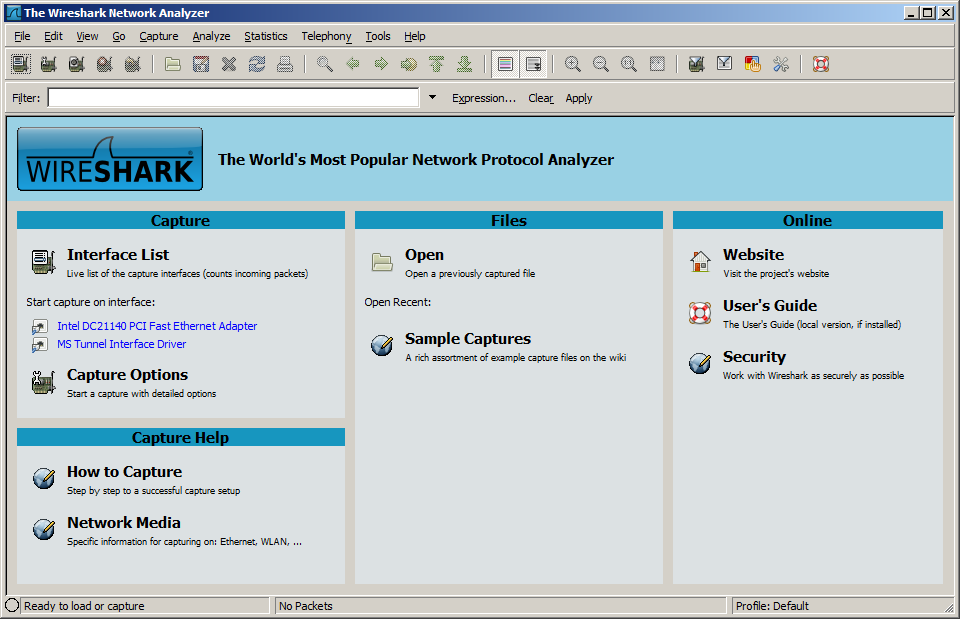 The Wireshark Network Analyzer
File Edit View Go Capture Analyze Statistics Telephony Tools Help
Filter: Expression... Clear Apply
WIRESHARK
The World's Most Popular Network Protocol Analyzer
Capture
Interface List
Live list of the capture interfaces (counts incoming packets)
Start capture on interface:
Intel DC21140 PCI Fast Ethernet Adapter
MS Tunnel Interface Driver
Capture Options
Start a capture with detailed options
Capture Help
How to Capture
Step by step to a successful capture setup
Network Media
Specific information for capturing on: Ethernet, WLAN, ...
Files
Open
Open a previously captured file
Open Recent:
Sample Captures
A rich assortment of example capture files on the wiki
Online
Website
Visit the project's website
User's Guide
The User's Guide (local version, if installed)
Security
Work with Wireshark as securely as possible
Ready to load or capture
No Packets
Profile: Default